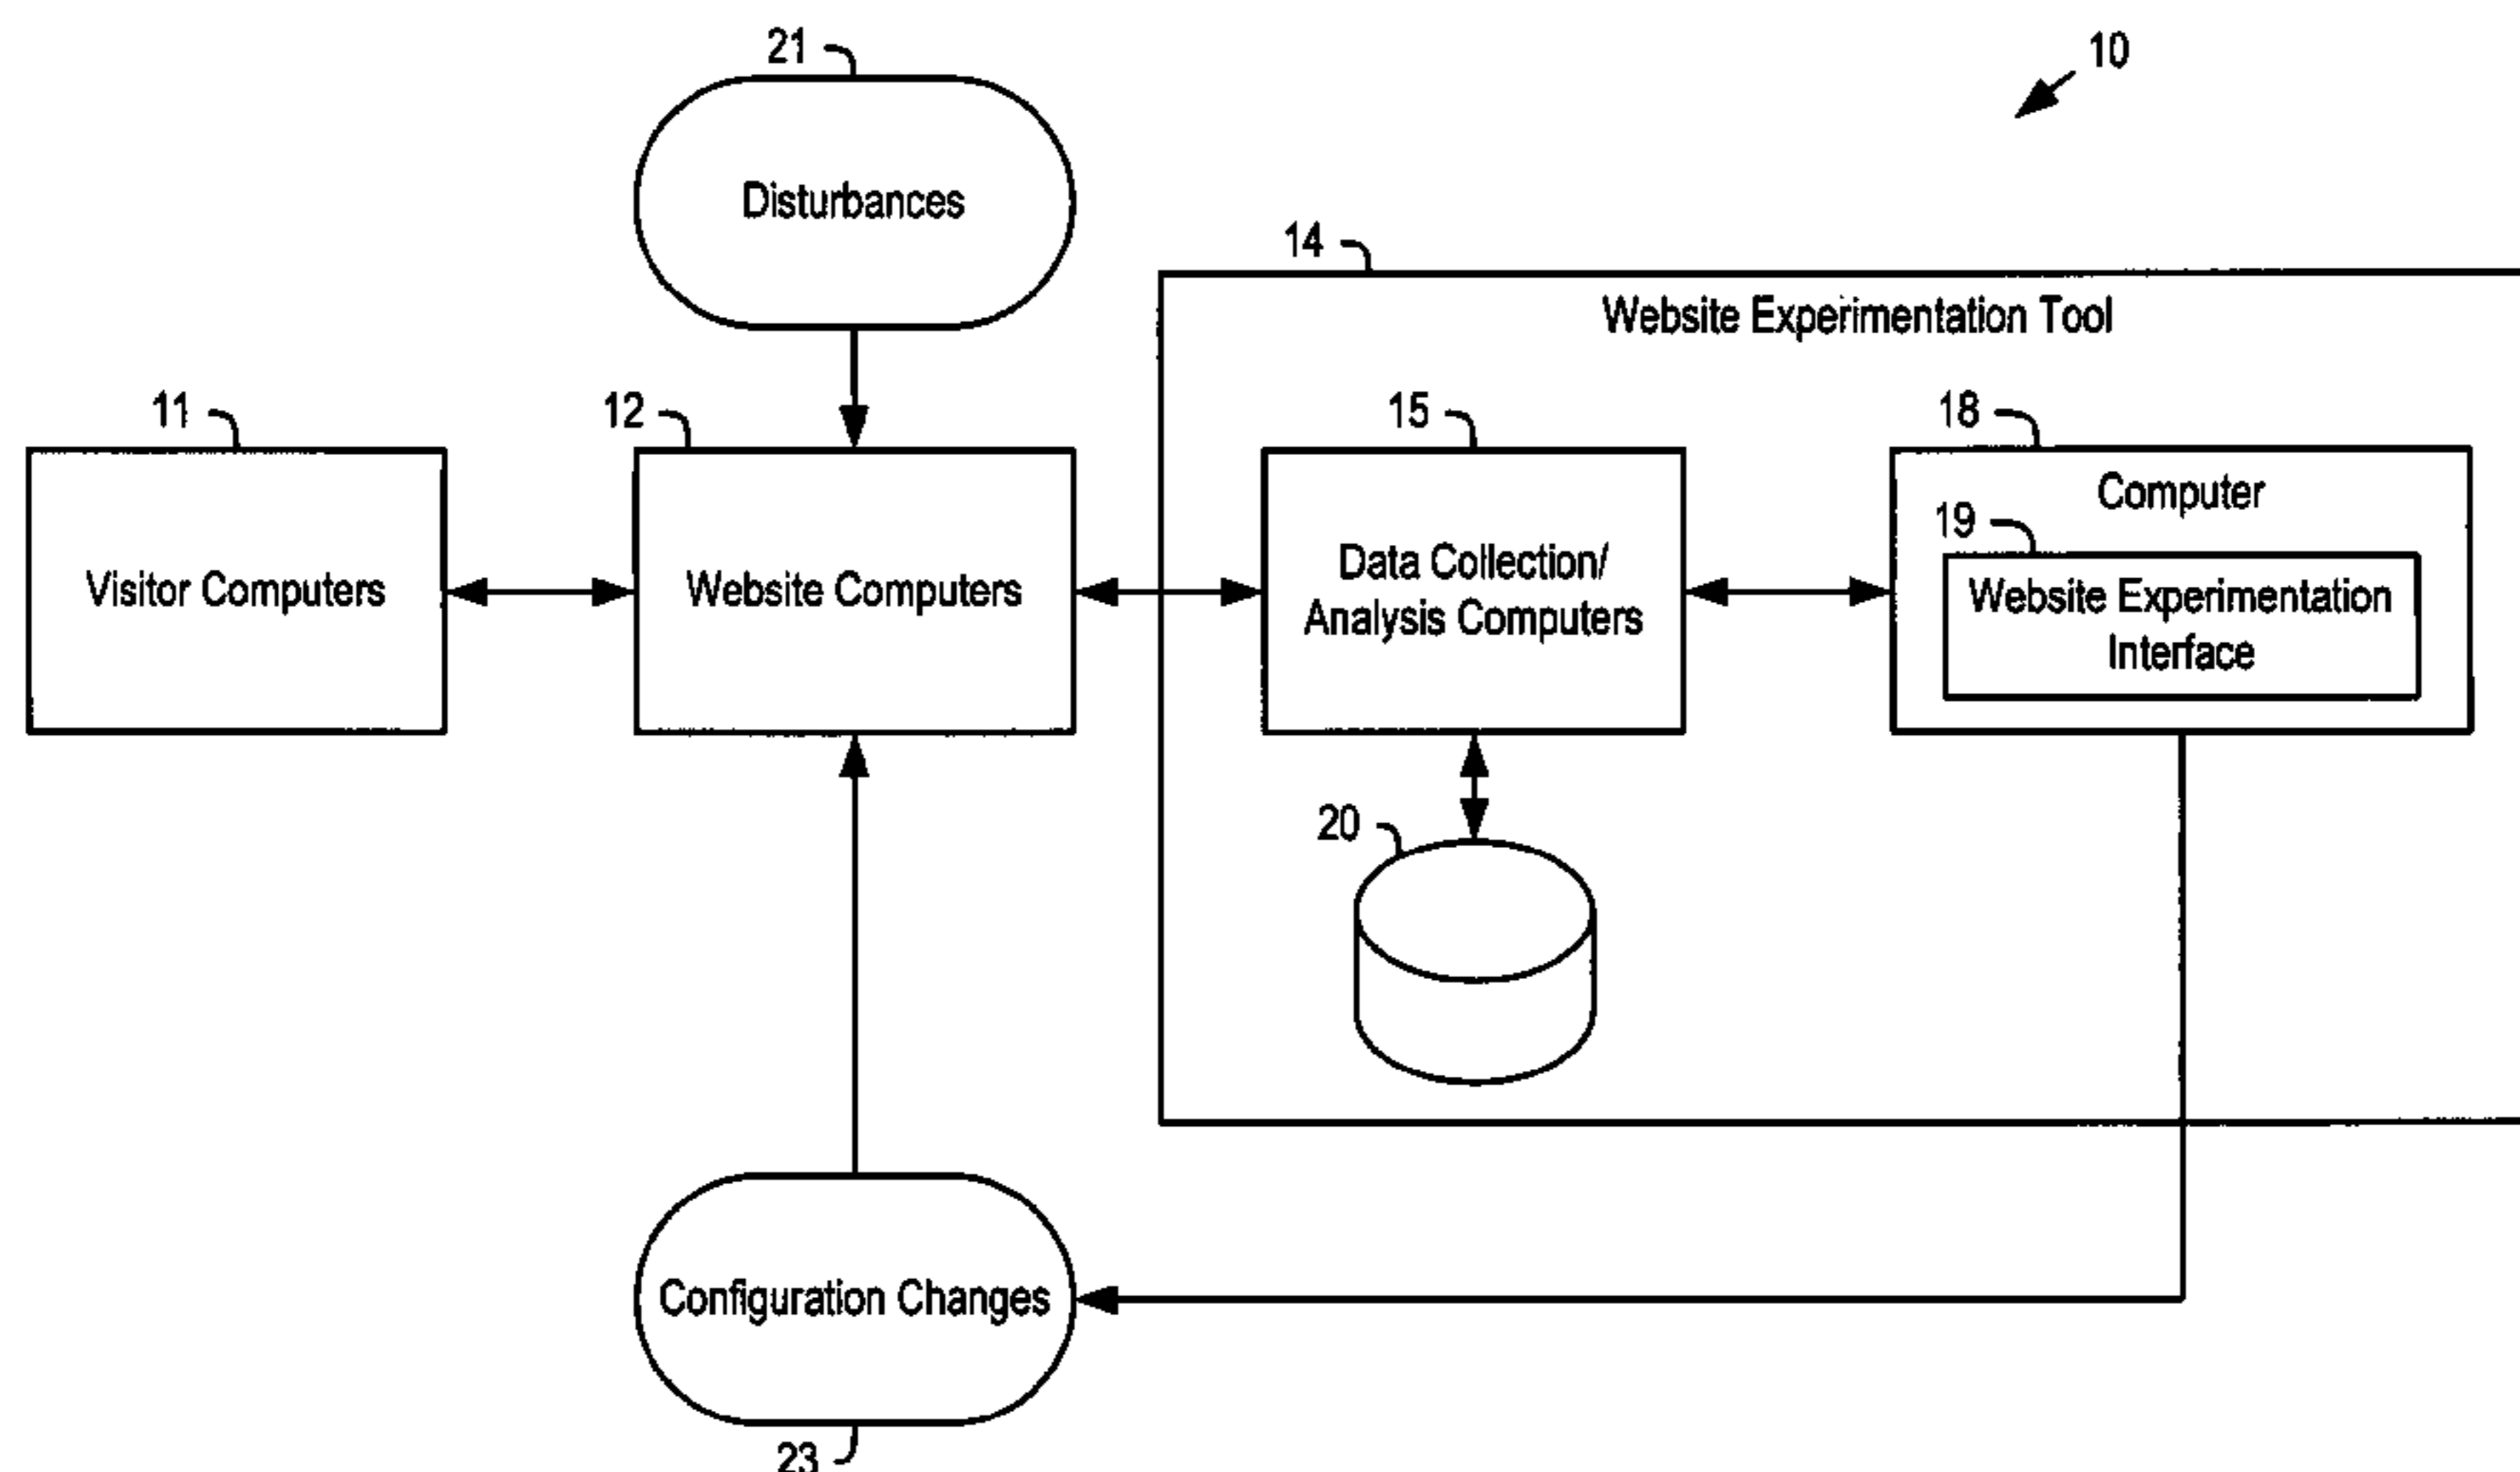 21
10
Disturbances
14
Website Experimentation Tool
11
12
15
18
Computer
19
Visitor Computers
Website Computers
Data Collection/
Analysis Computers
Website Experimentation
Interface
20
Configuration Changes
23